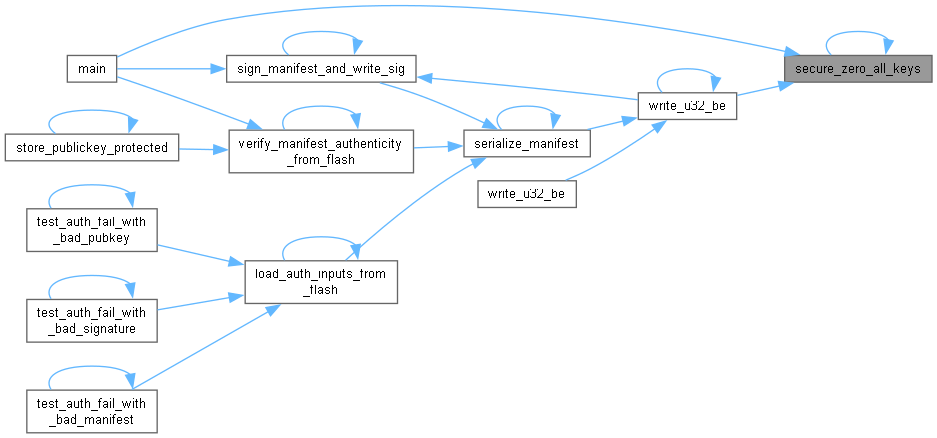 main
sign_manifest_and_write_sig
secure_zero_all_keys
write_u32_be
store_publickey_protected
verify_manifest_authenticity
_from_flash
serialize_manifest
write_u32_be
test_auth_fail_with
_bad_pubkey
load_auth_inputs_from
_flash
test_auth_fail_with
_bad_signature
test_auth_fail_with
_bad_manifest